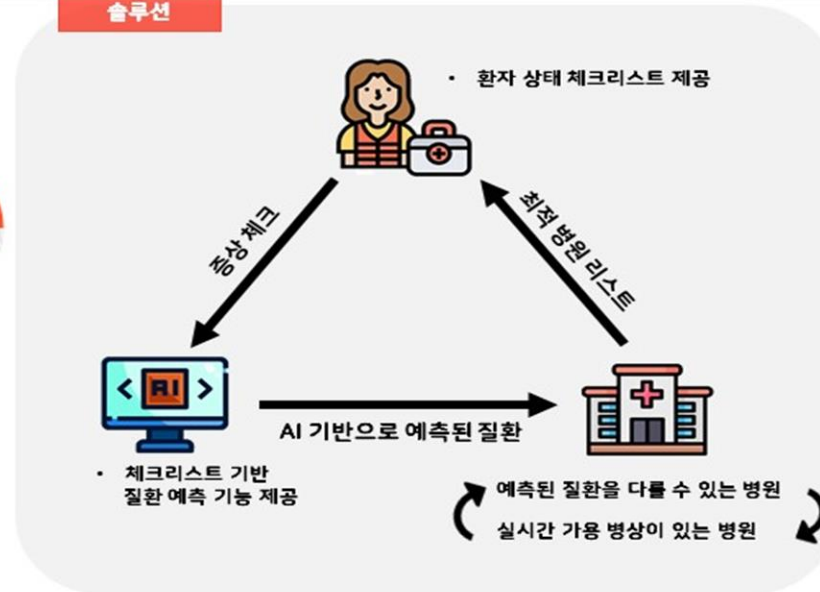 솔루션
• 환자 상태 체크리스트 제공
증상 체크
최적 병원 리스트
< AI >
AI 기반으로 예측된 질환
• 체크리스트 기반
질환 예측 기능 제공
예측된 질환을 다룰 수 있는 병원
실시간 가용 병상이 있는 병원